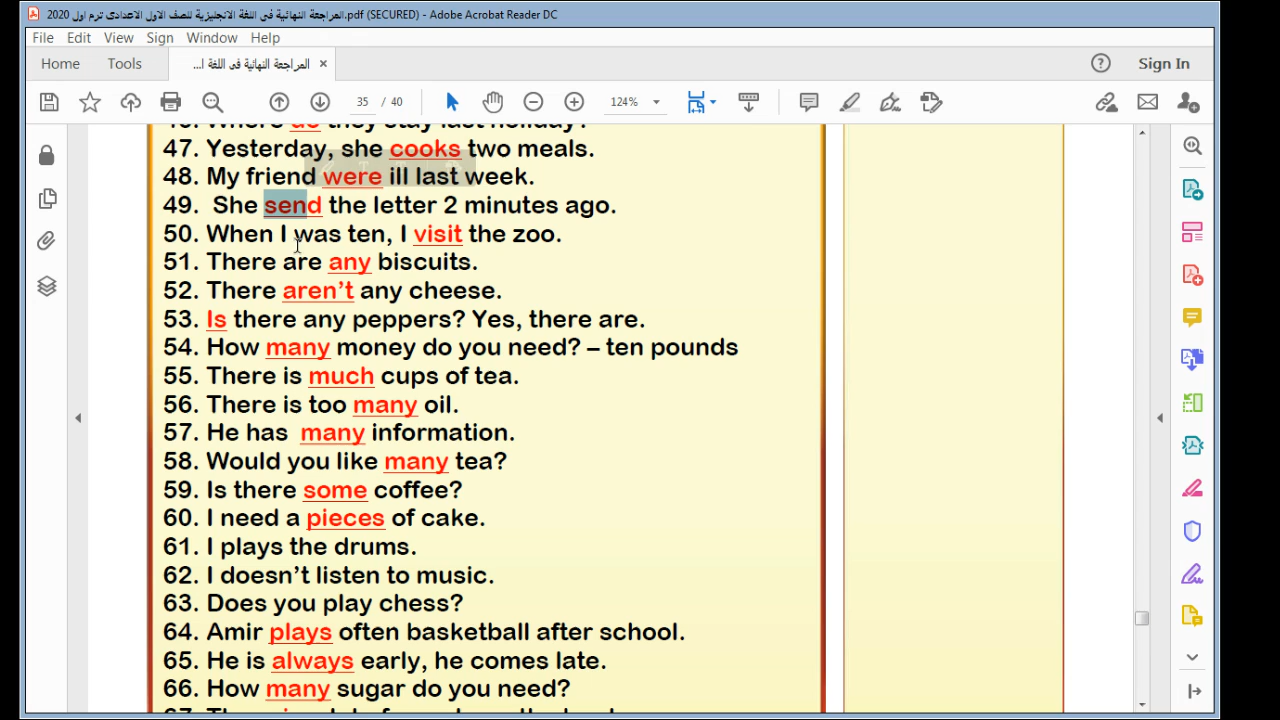 المراجعة النهائية فى اللغة الانجليزية للصف الاول الاعدادى ترم اول 2020.pdf (SECURED) - Adobe Acrobat Reader DC
File Edit View Sign Window Help
Home Tools المراجعة النهائية فى اللغة ا... × ? Sign In
35 / 40 124%
46. Where do they stay last holiday?
47. Yesterday, she cooks two meals.
48. My friend were ill last week.
49. She send the letter 2 minutes ago.
50. When I was ten, I visit the zoo.
51. There are any biscuits.
52. There aren’t any cheese.
53. Is there any peppers? Yes, there are.
54. How many money do you need? – ten pounds
55. There is much cups of tea.
56. There is too many oil.
57. He has many information.
58. Would you like many tea?
59. Is there some coffee?
60. I need a pieces of cake.
61. I plays the drums.
62. I doesn’t listen to music.
63. Does you play chess?
64. Amir plays often basketball after school.
65. He is always early, he comes late.
66. How many sugar do you need?